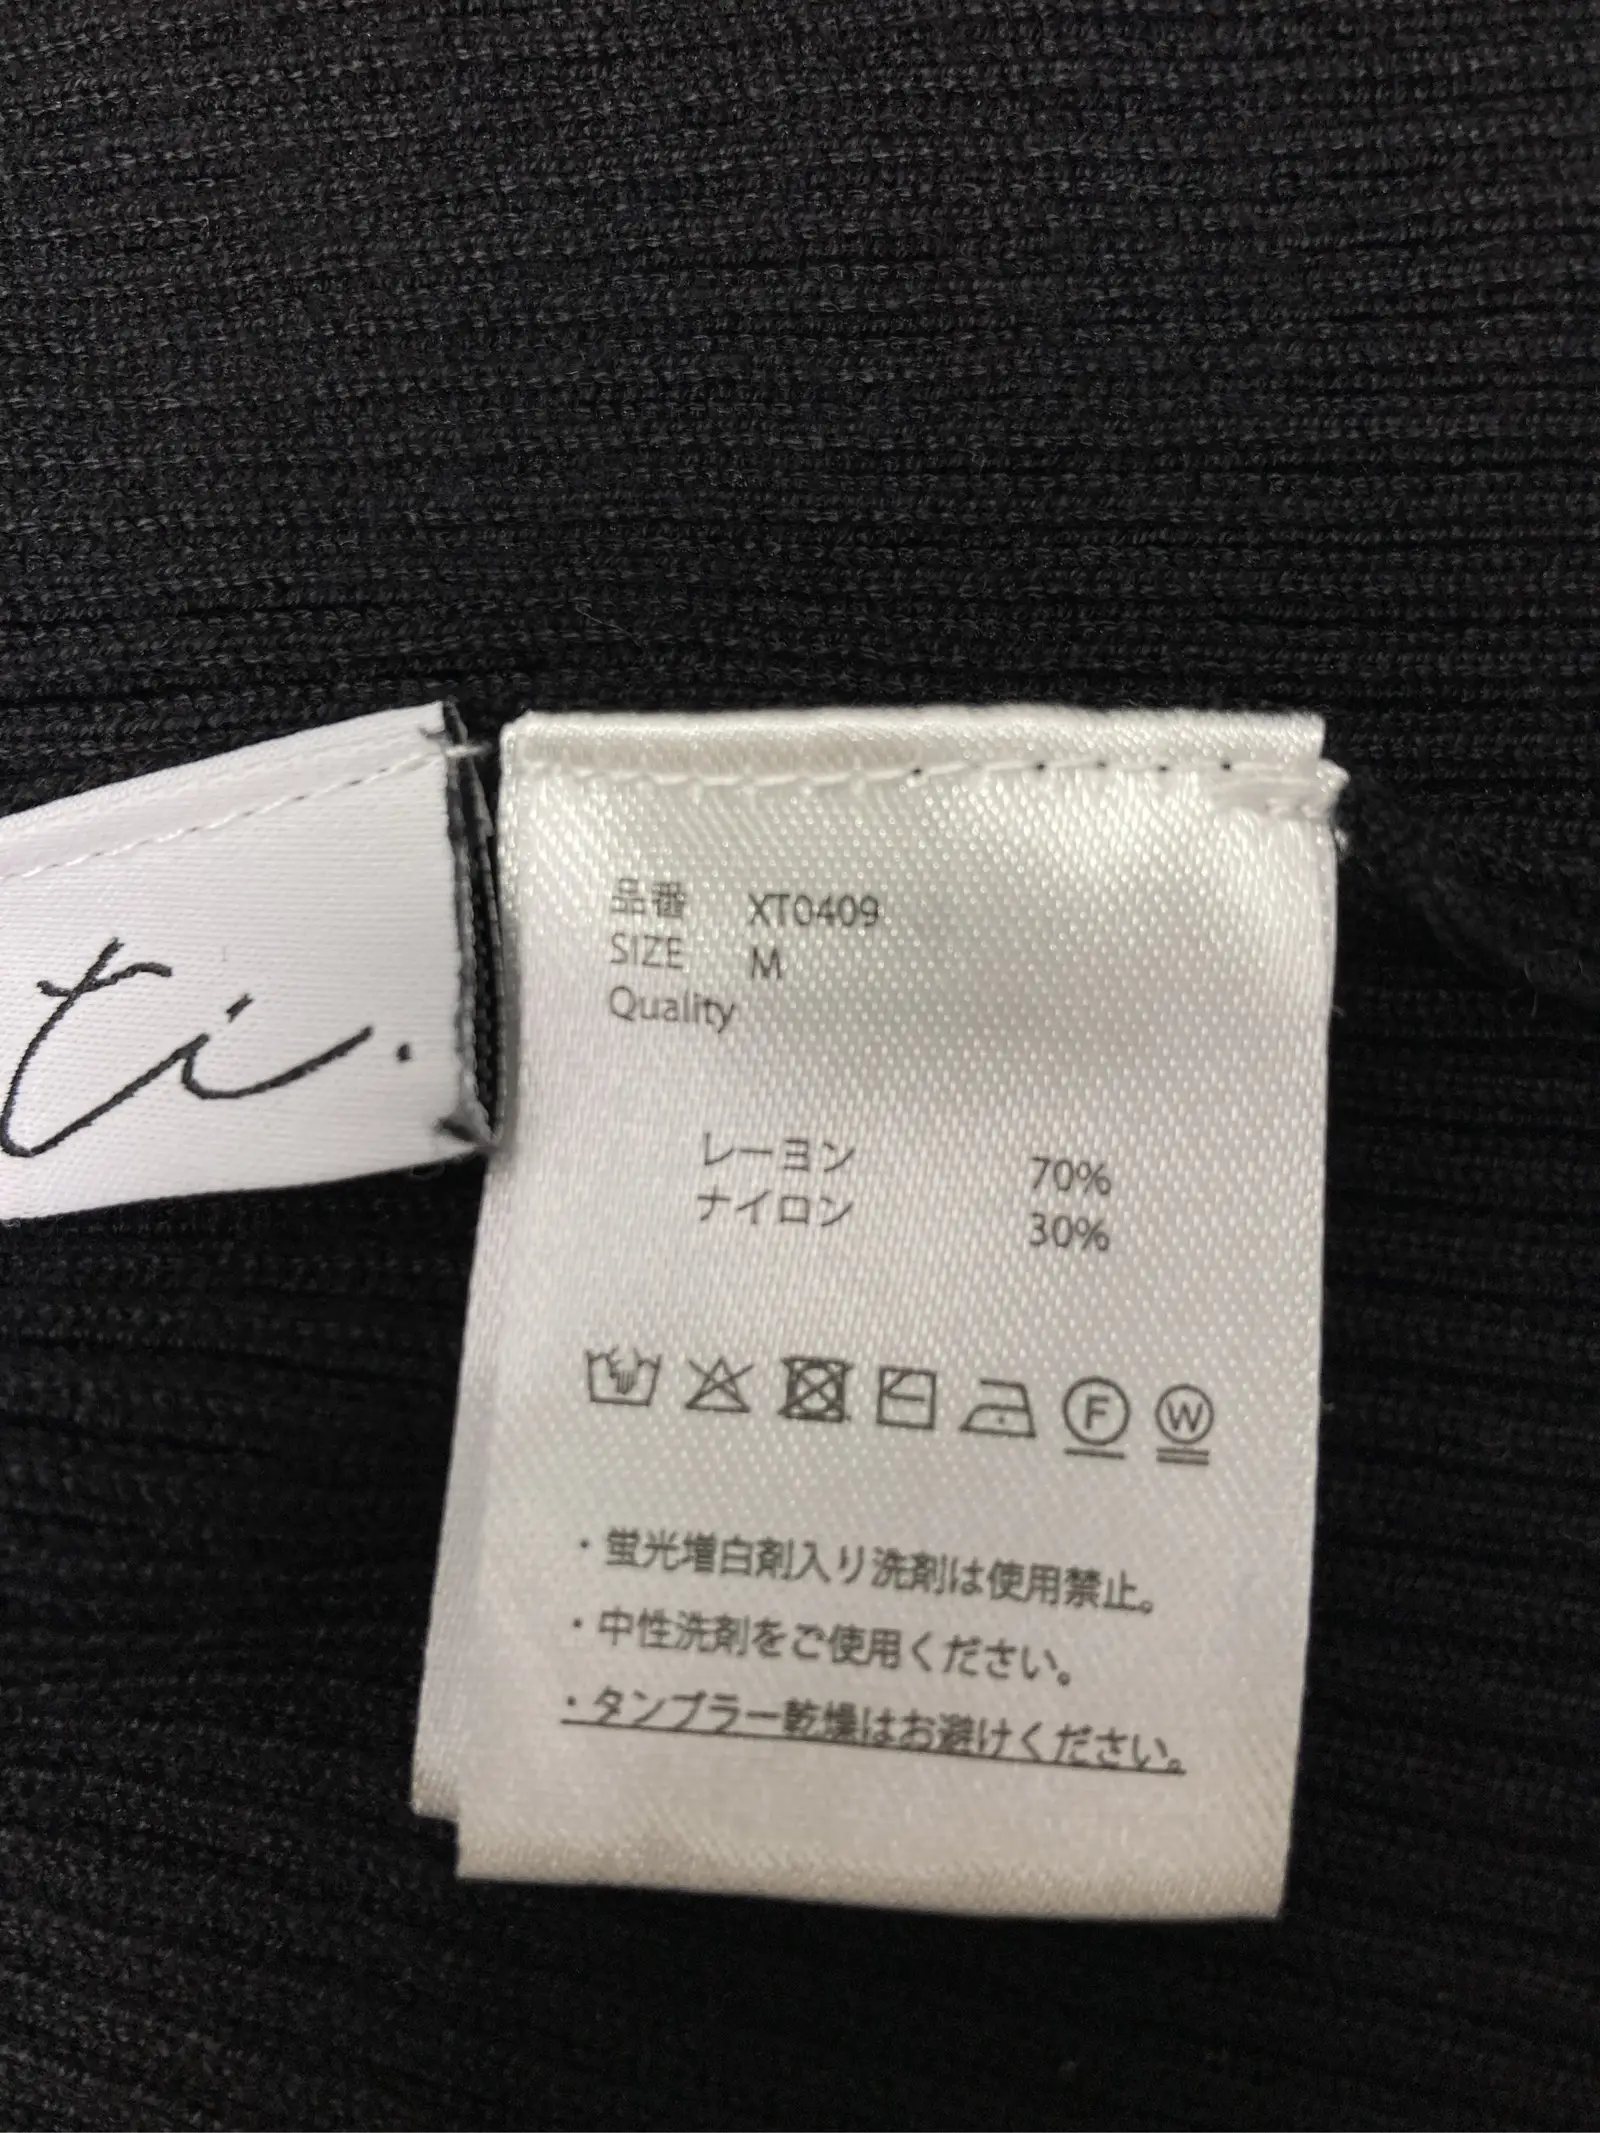 ti.
品番 XT0409
SIZE M
Quality
レーヨン 70%
ナイロン 30%
F W
・蛍光増白剤入り洗剤は使用禁止。
・中性洗剤をご使用ください。
・タンブラー乾燥はお避けください。